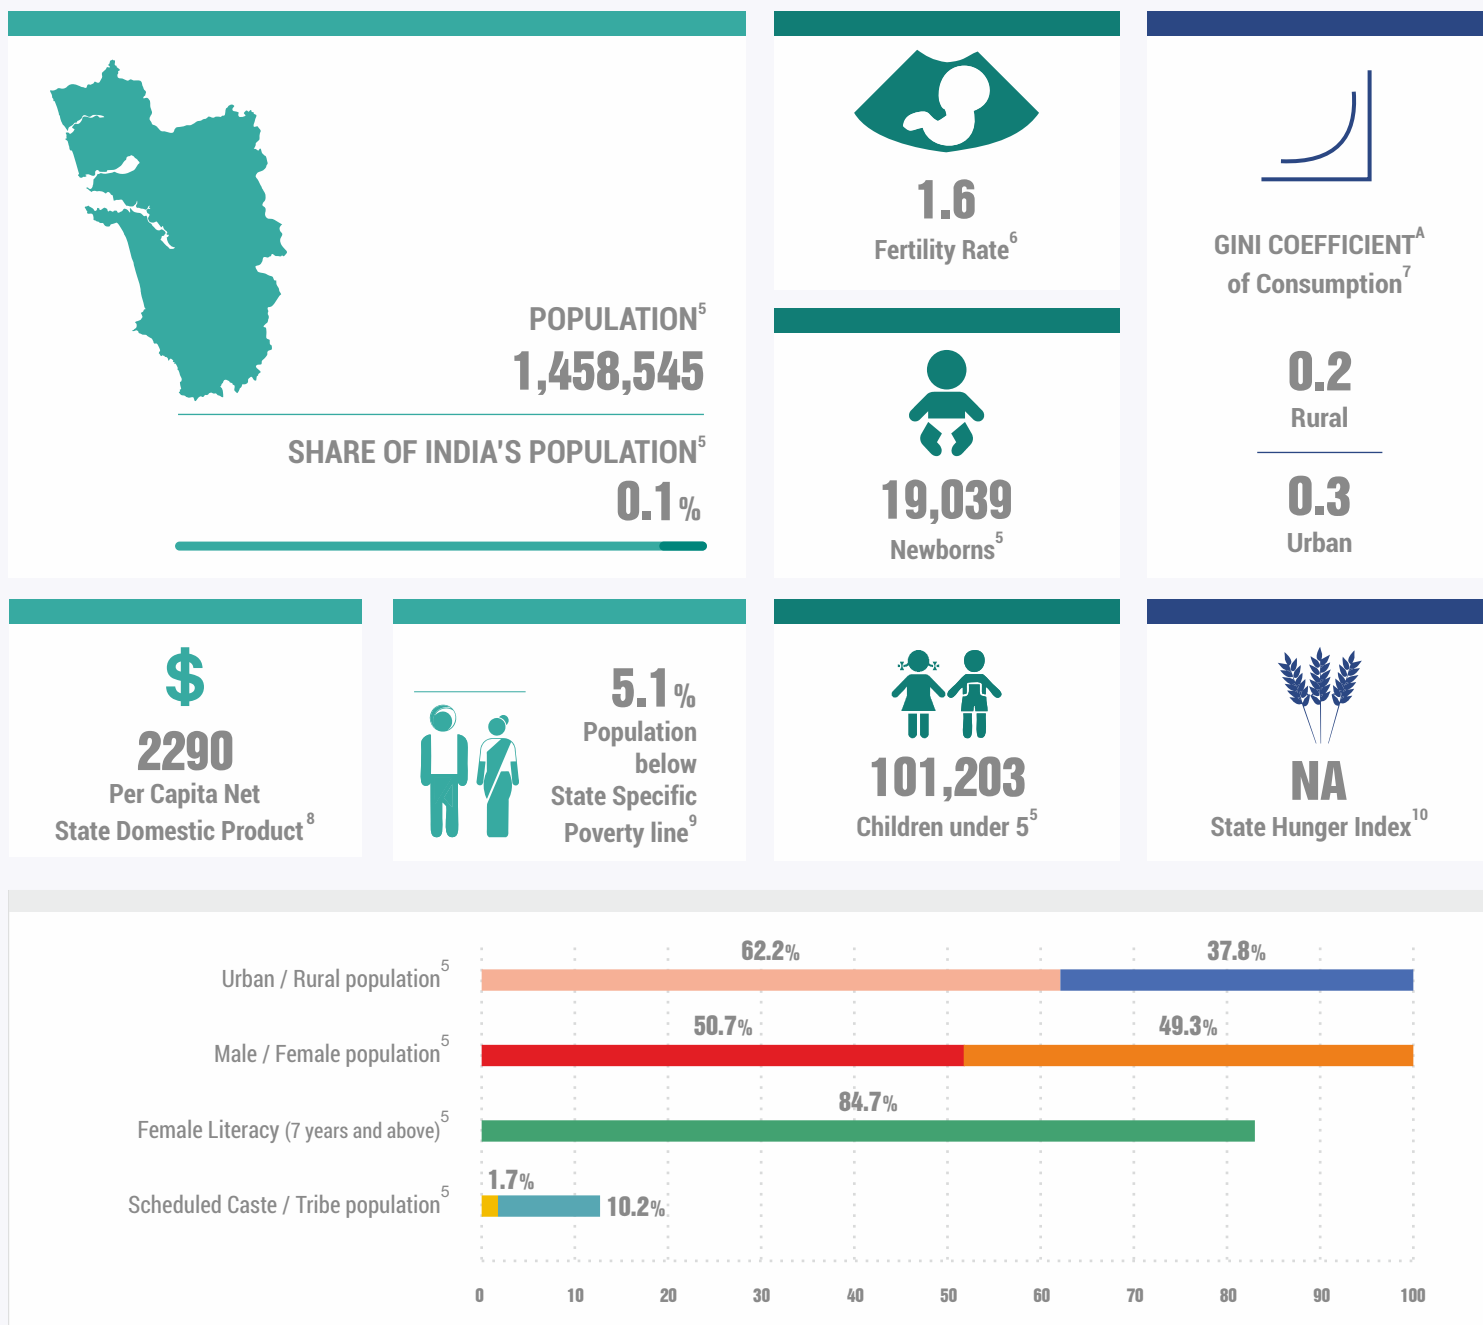 POPULATION5
1,458,545
SHARE OF INDIA'S POPULATION5
0.1%
1.6
Fertility Rate6
19,039
Newborns5
GINI COEFFICIENTA
of Consumption7
0.2
Rural
0.3
Urban
$
2290
Per Capita Net
State Domestic Product8
5.1%
Population
below
State Specific
Poverty line9
101,203
Children under 55
NA
State Hunger Index10
62.2% 37.8%
Urban / Rural population5
50.7% 49.3%
Male / Female population5
84.7%
Female Literacy (7 years and above)5
1.7%
Scheduled Caste / Tribe population5 10.2%
0 10 20 30 40 50 60 70 80 90 100